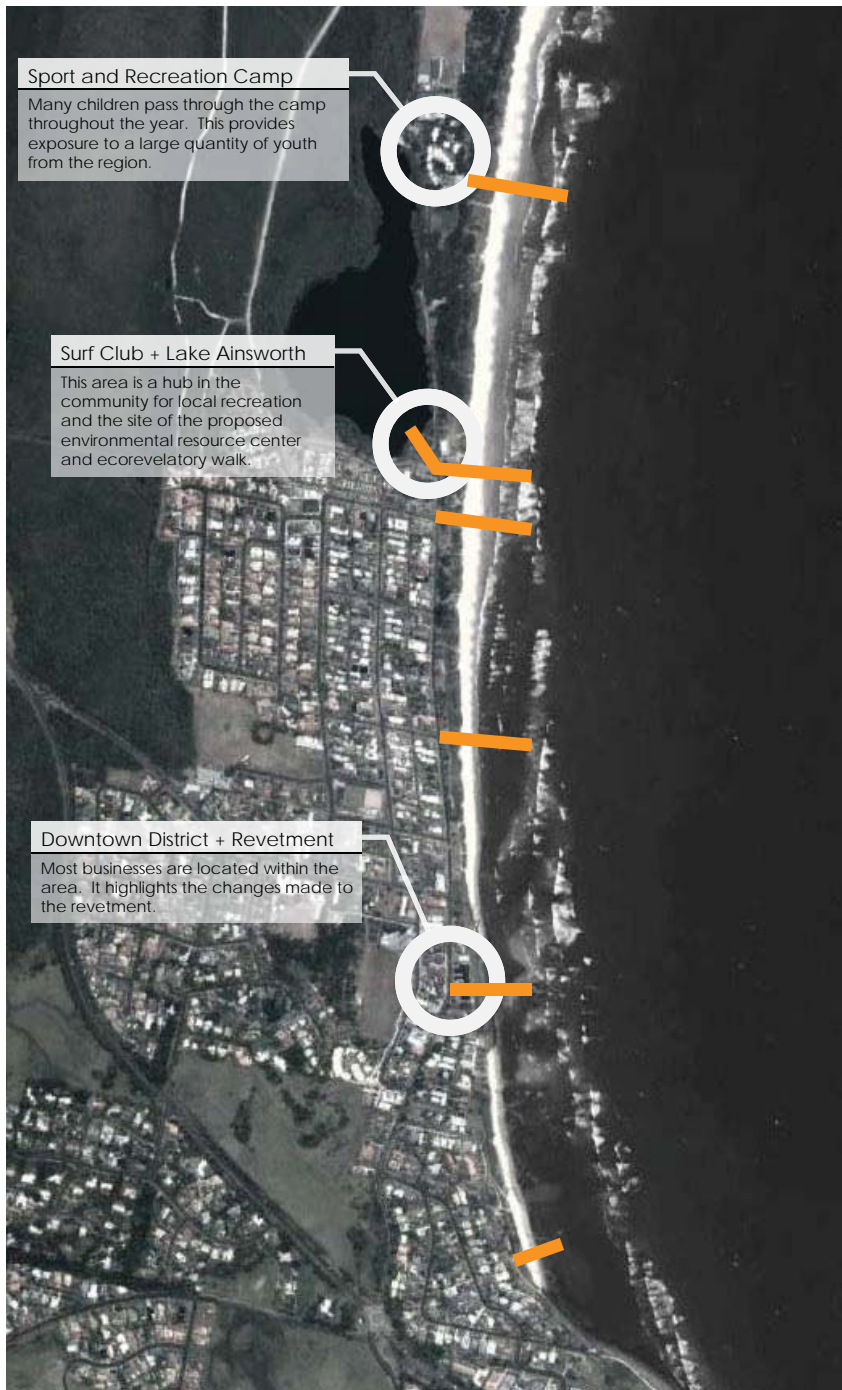 Sport and Recreation Camp
Many children pass through the camp
throughout the year.  This provides
exposure to a large quantity of youth
from the region.
Surf Club + Lake Ainsworth
This area is a hub in the
community for local recreation
and the site of the proposed
environmental resource center
and ecorevelatory walk.
Downtown District + Revetment
Most businesses are located within the
area.  It highlights the changes made to
the revetment.